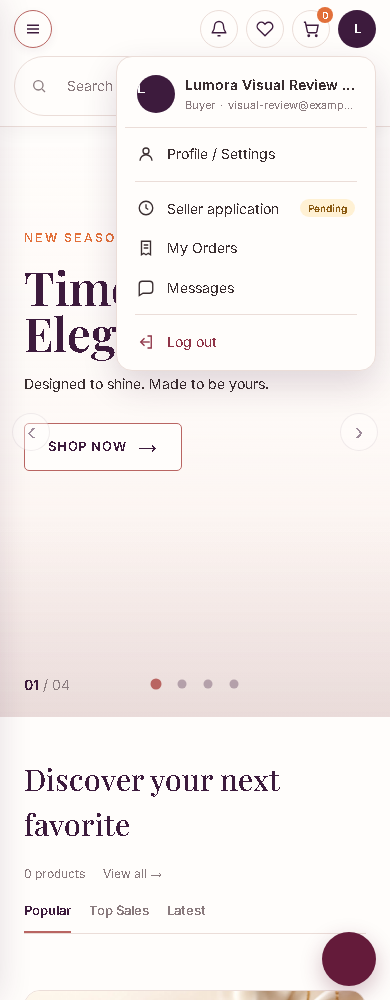 0
L
Search
L
Lumora Visual Review ...
Buyer · visual-review@examp...
Profile / Settings
Seller application
Pending
My Orders
Messages
Log out
NEW SEASO
Time
Eleg
Designed to shine. Made to be yours.
SHOP NOW →
01 / 04
Discover your next
favorite
0 products View all →
Popular Top Sales Latest